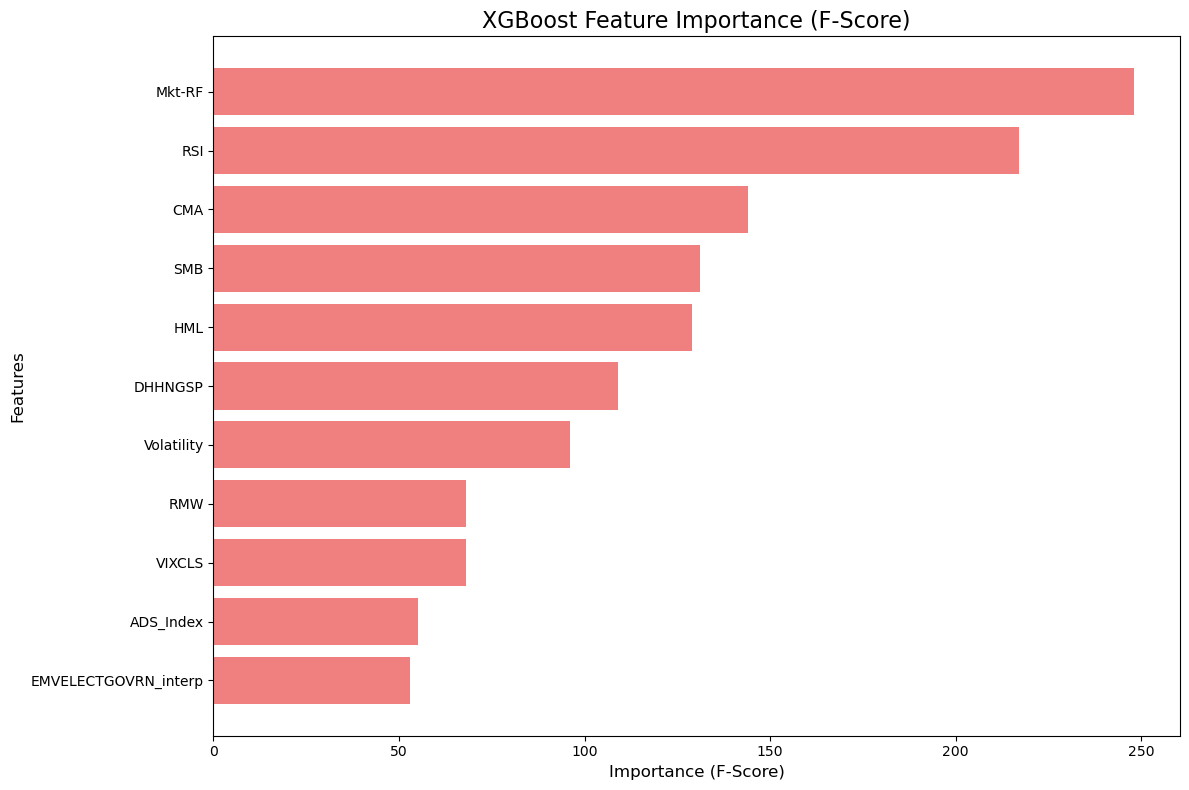 XGBoost Feature Importance (F-Score)
Features
Mkt-RF
RSI
CMA
SMB
HML
DHHNGSP
Volatility
RMW
VIXCLS
ADS_Index
EMVELECTGOVRN_interp
0 50 100 150 200 250
Importance (F-Score)